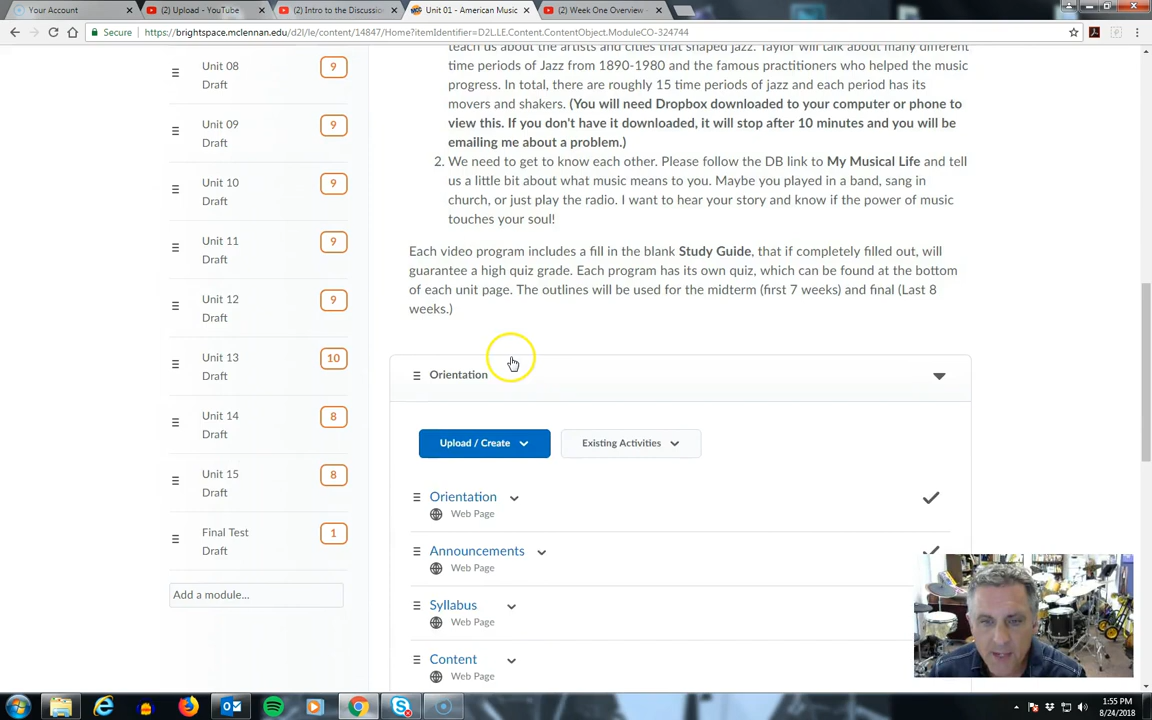 Your Account
(2) Upload - YouTube
(2) Intro to the Discussion
Unit 01 - American Music
(2) Week One Overview -
Secure
https://brightspace.mclennan.edu/d2l/le/content/14847/Home?itemIdentifier=D2L.LE.Content.ContentObject.ModuleCO-324744
Unit 08
Draft
9
Unit 09
Draft
9
Unit 10
Draft
9
Unit 11
Draft
9
Unit 12
Draft
9
Unit 13
Draft
10
Unit 14
Draft
8
Unit 15
Draft
8
Final Test
Draft
1
Add a module...
teach us about the artists and cities that shaped jazz. Taylor will talk about many different
time periods of Jazz from 1890-1980 and the famous practitioners who helped the music
progress. In total, there are roughly 15 time periods of jazz and each period has its
movers and shakers. (You will need Dropbox downloaded to your computer or phone to
view this. If you don't have it downloaded, it will stop after 10 minutes and you will be
emailing me about a problem.)
2. We need to get to know each other. Please follow the DB link to My Musical Life and tell
us a little bit about what music means to you. Maybe you played in a band, sang in
church, or just play the radio. I want to hear your story and know if the power of music
touches your soul!
Each video program includes a fill in the blank Study Guide, that if completely filled out, will
guarantee a high quiz grade. Each program has its own quiz, which can be found at the bottom
of each unit page. The outlines will be used for the midterm (first 7 weeks) and final (Last 8
weeks.)
Orientation
Upload / Create
Existing Activities
Orientation
Web Page
Announcements
Web Page
Syllabus
Web Page
Content
Web Page
1:55 PM
8/24/2018